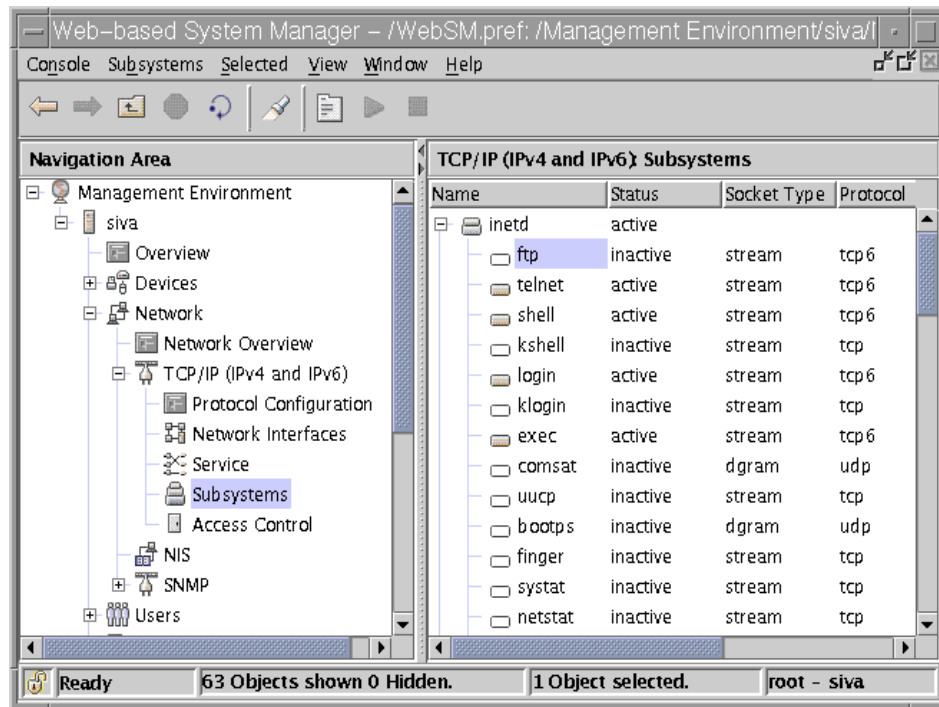 Web-based System Manager - /WebSM.pref: /Management Environment/siva/
Console Subsystems Selected View Window Help
Navigation Area
Management Environment
siva
Overview
Devices
Network
Network Overview
TCP/IP (IPv4 and IPv6)
Protocol Configuration
Network Interfaces
Service
Subsystems
Access Control
NIS
SNMP
Users
TCP/IP (IPv4 and IPv6): Subsystems
Name Status Socket Type Protocol
inetd active
ftp inactive stream tcp6
telnet active stream tcp6
shell active stream tcp6
kshell inactive stream tcp
login active stream tcp6
klogin inactive stream tcp
exec active stream tcp6
comsat inactive dgram udp
uucp inactive stream tcp
bootps inactive dgram udp
finger inactive stream tcp
systat inactive stream tcp
netstat inactive stream tcp
Ready 63 Objects shown 0 Hidden. 1 Object selected. root - siva